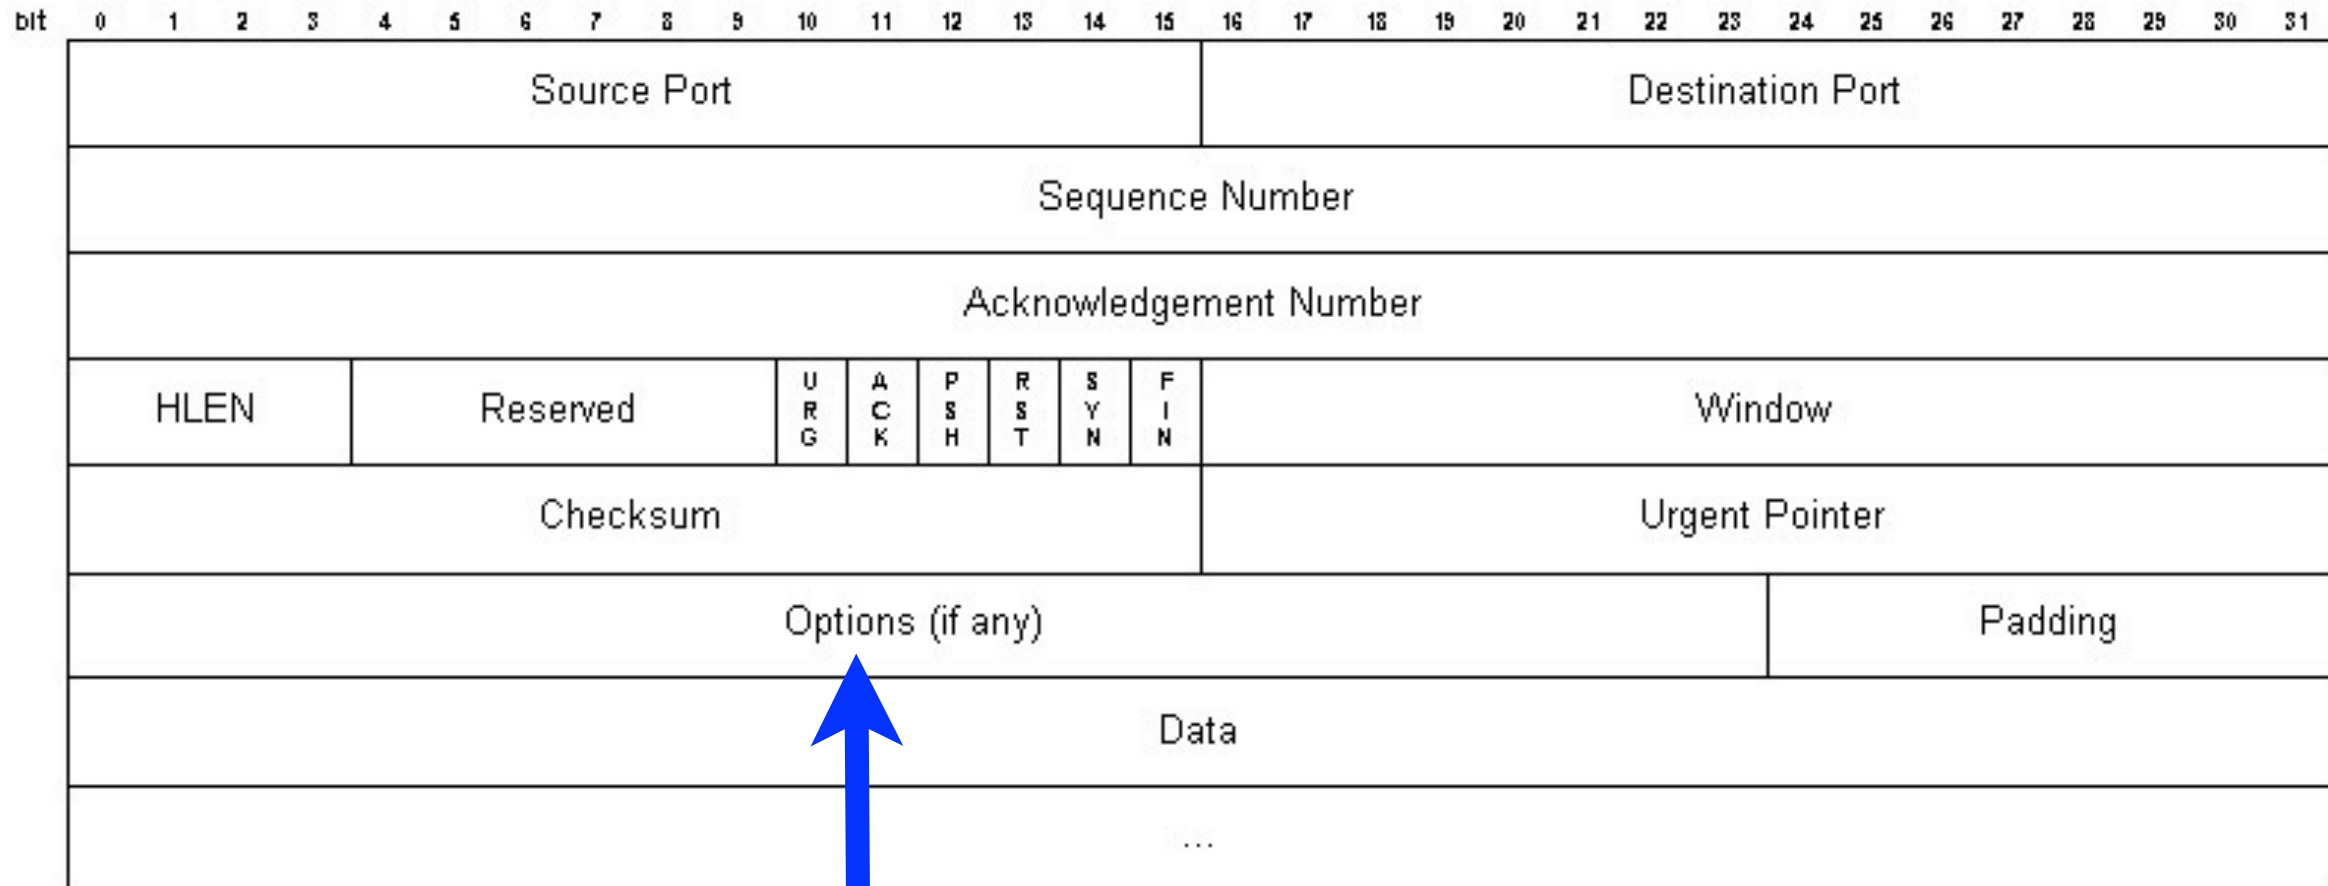 bit 0 1 2 3 4 5 6 7 8 9 10 11 12 13 14 15 16 17 18 19 20 21 22 23 24 25 26 27 28 29 30 31
Source Port Destination Port
Sequence Number
Acknowledgement Number
HLEN Reserved URG ACK PSH RST SYN FIN Window
Checksum Urgent Pointer
Options (if any) Padding
Data
...